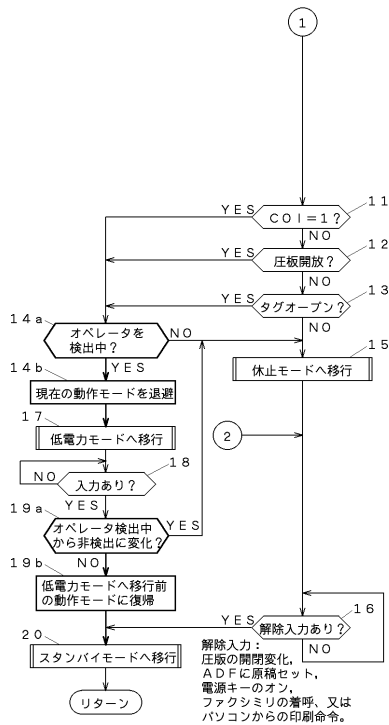 1
11
YES
COI=1?
NO
12
YES
圧板開放?
NO
13
YES
タグオープン?
NO
14a
オペレータを
検出中?
NO
YES
15
休止モードへ移行
14b
現在の動作モードを退避
17
低電力モードへ移行
2
18
NO
入力あり?
YES
19a
オペレータ検出中
から非検出に変化?
YES
NO
19b
低電力モードへ移行前
の動作モードに復帰
16
YES
解除入力あり?
NO
20
スタンバイモードへ移行
リターン
解除入力:
圧版の開閉変化,
ADFに原稿セット,
電源キーのオン,
ファクシミリの着呼、又は
パソコンからの印刷命令。